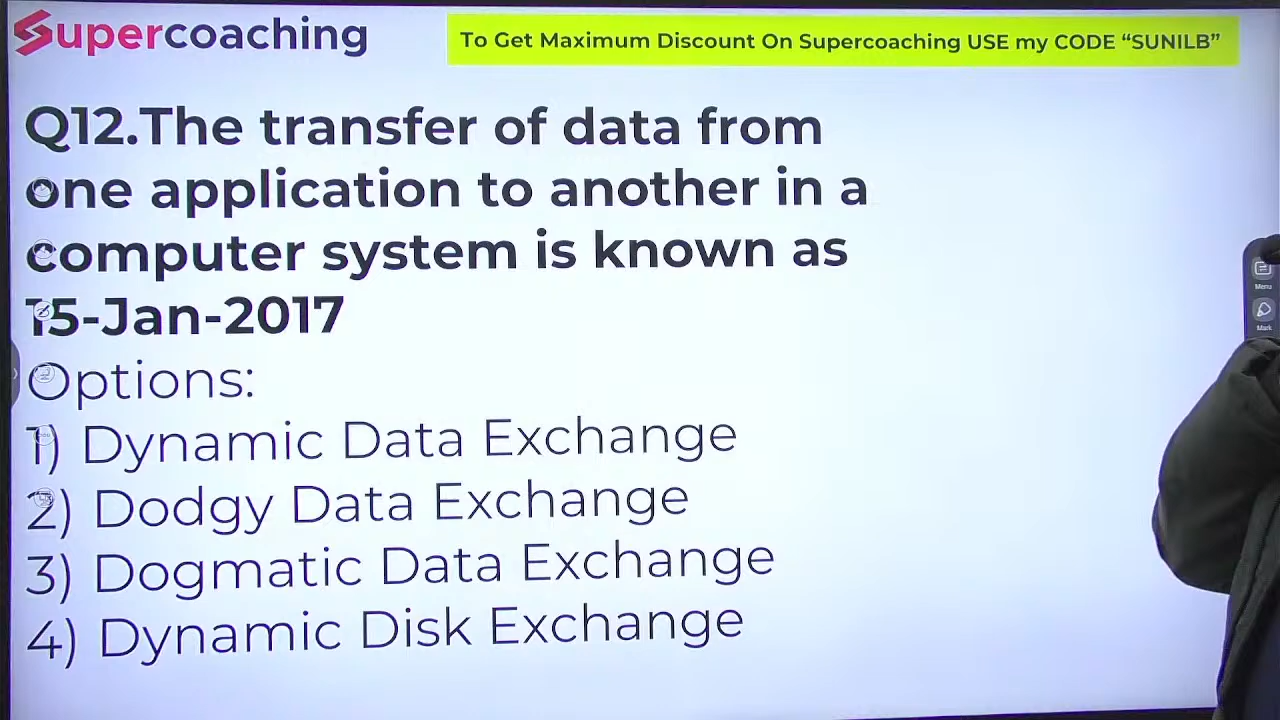 Supercoaching
To Get Maximum Discount On Supercoaching USE my CODE “SUNILB”
Q12.The transfer of data from
one application to another in a
computer system is known as
15-Jan-2017
Options:
1) Dynamic Data Exchange
2) Dodgy Data Exchange
3) Dogmatic Data Exchange
4) Dynamic Disk Exchange
Menu
Mark